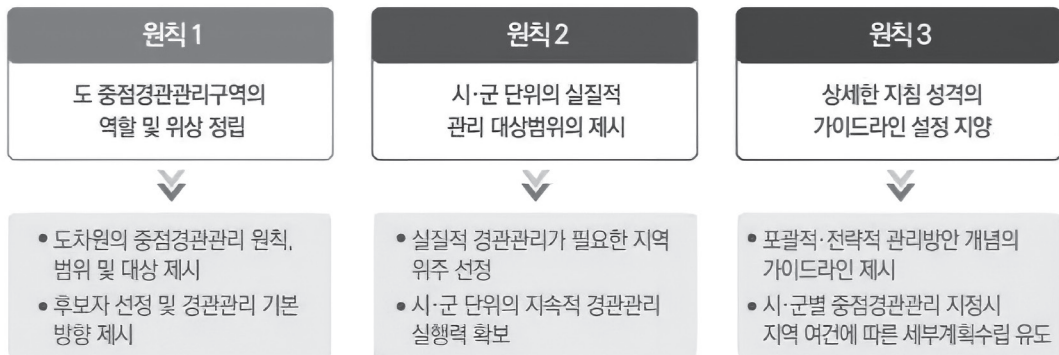 원칙 1
도 중점경관관리구역의
역할 및 위상 정립
• 도차원의 중점경관관리 원칙,
범위 및 대상 제시
• 후보자 선정 및 경관관리 기본
방향 제시
원칙 2
시·군 단위의 실질적
관리 대상범위의 제시
• 실질적 경관관리가 필요한 지역
위주 선정
• 시·군 단위의 지속적 경관관리
실행력 확보
원칙 3
상세한 지침 성격의
가이드라인 설정 지양
• 포괄적·전략적 관리방안 개념의
가이드라인 제시
• 시·군별 중점경관관리 지정시
지역 여건에 따른 세부계획수립 유도